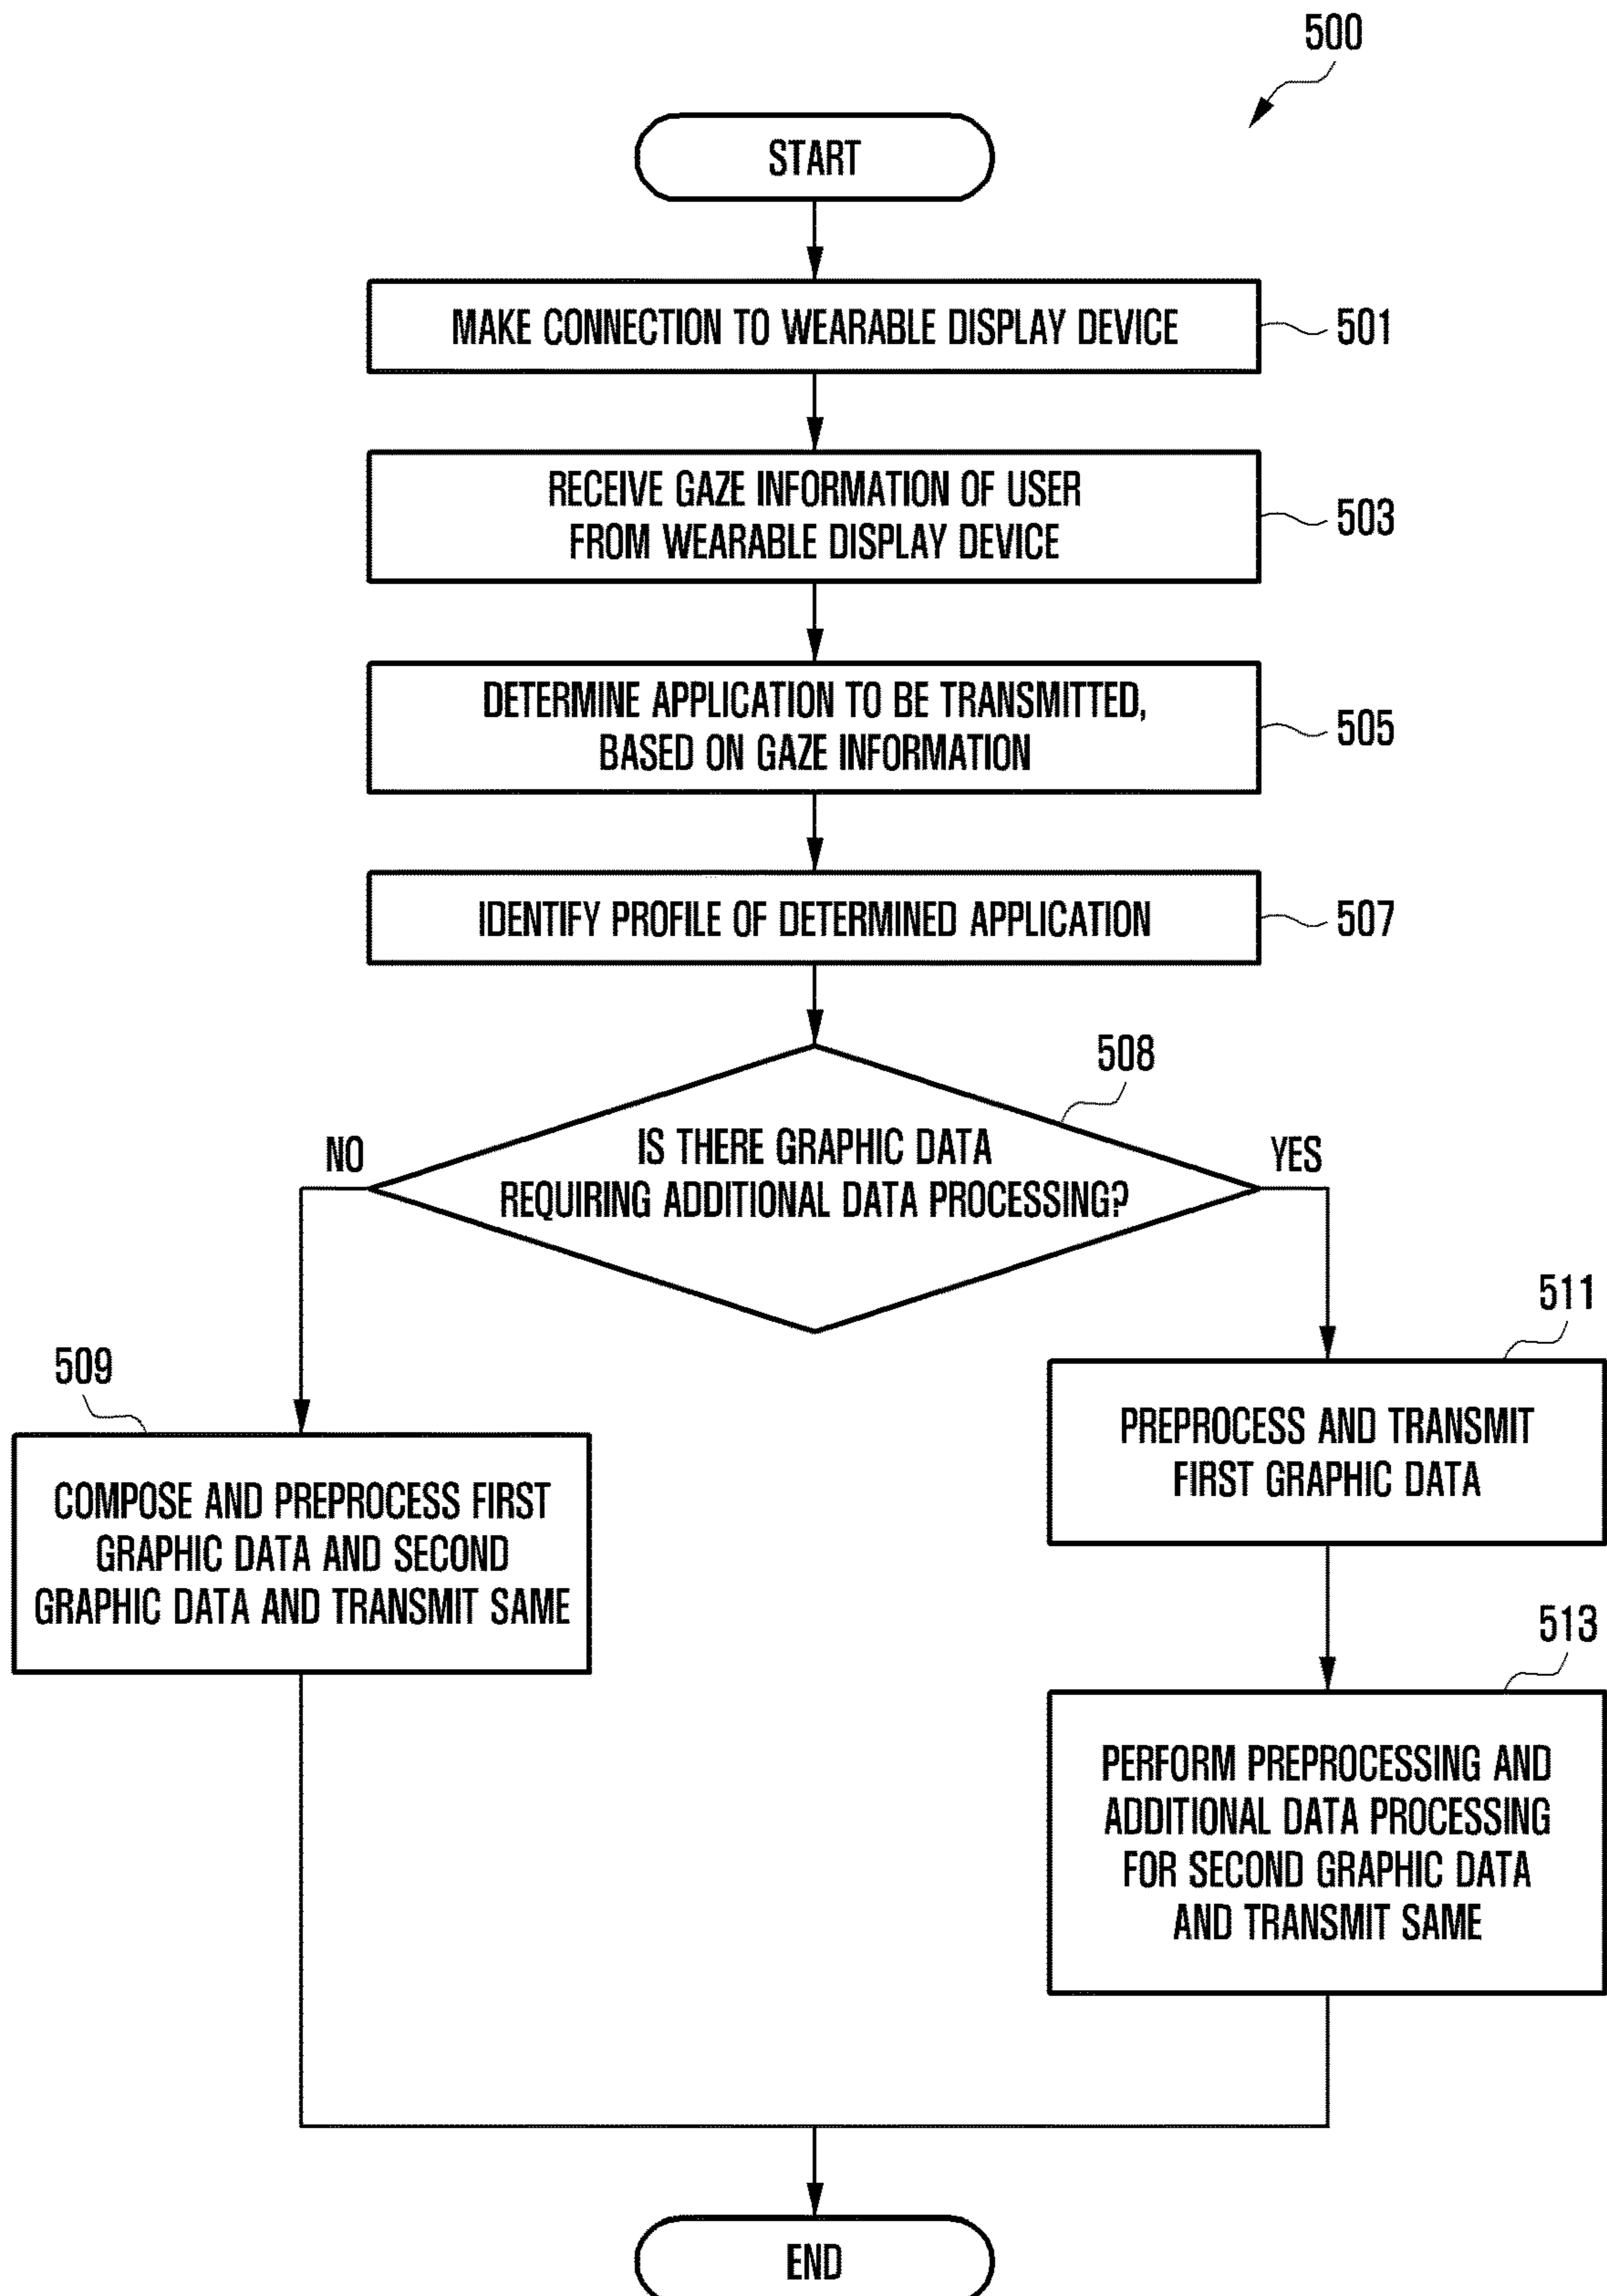 500
START
MAKE CONNECTION TO WEARABLE DISPLAY DEVICE
501
RECEIVE GAZE INFORMATION OF USER
FROM WEARABLE DISPLAY DEVICE
503
DETERMINE APPLICATION TO BE TRANSMITTED,
BASED ON GAZE INFORMATION
505
IDENTIFY PROFILE OF DETERMINED APPLICATION
507
508
IS THERE GRAPHIC DATA
REQUIRING ADDITIONAL DATA PROCESSING?
NO
YES
509
COMPOSE AND PREPROCESS FIRST
GRAPHIC DATA AND SECOND
GRAPHIC DATA AND TRANSMIT SAME
511
PREPROCESS AND TRANSMIT
FIRST GRAPHIC DATA
513
PERFORM PREPROCESSING AND
ADDITIONAL DATA PROCESSING
FOR SECOND GRAPHIC DATA
AND TRANSMIT SAME
END